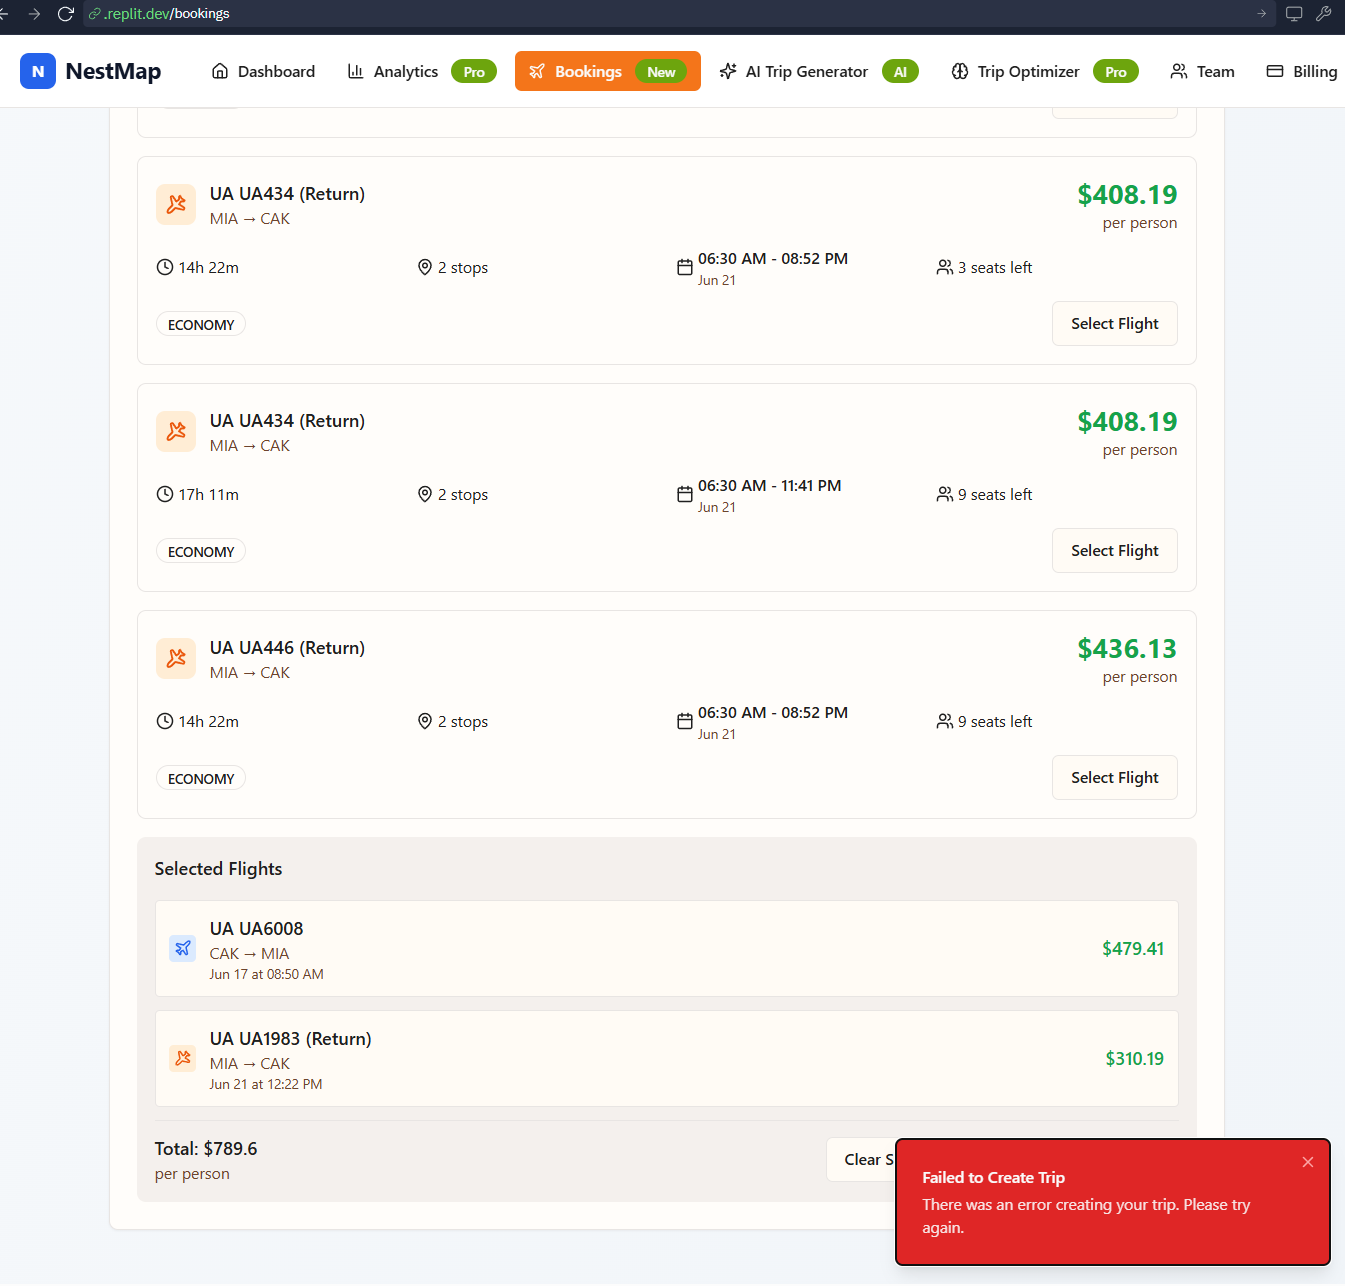 .replit.dev/bookings
N NestMap Dashboard Analytics Pro Bookings New AI Trip Generator AI Trip Optimizer Pro Team Billing
UA UA434 (Return)
$408.19
MIA → CAK
per person
14h 22m
2 stops
06:30 AM - 08:52 PM
Jun 21
3 seats left
ECONOMY
Select Flight
UA UA434 (Return)
$408.19
MIA → CAK
per person
17h 11m
2 stops
06:30 AM - 11:41 PM
Jun 21
9 seats left
ECONOMY
Select Flight
UA UA446 (Return)
$436.13
MIA → CAK
per person
14h 22m
2 stops
06:30 AM - 08:52 PM
Jun 21
9 seats left
ECONOMY
Select Flight
Selected Flights
UA UA6008
CAK → MIA
Jun 17 at 08:50 AM
$479.41
UA UA1983 (Return)
MIA → CAK
Jun 21 at 12:22 PM
$310.19
Total: $789.6
per person
Clear S
Failed to Create Trip
There was an error creating your trip. Please try
again.